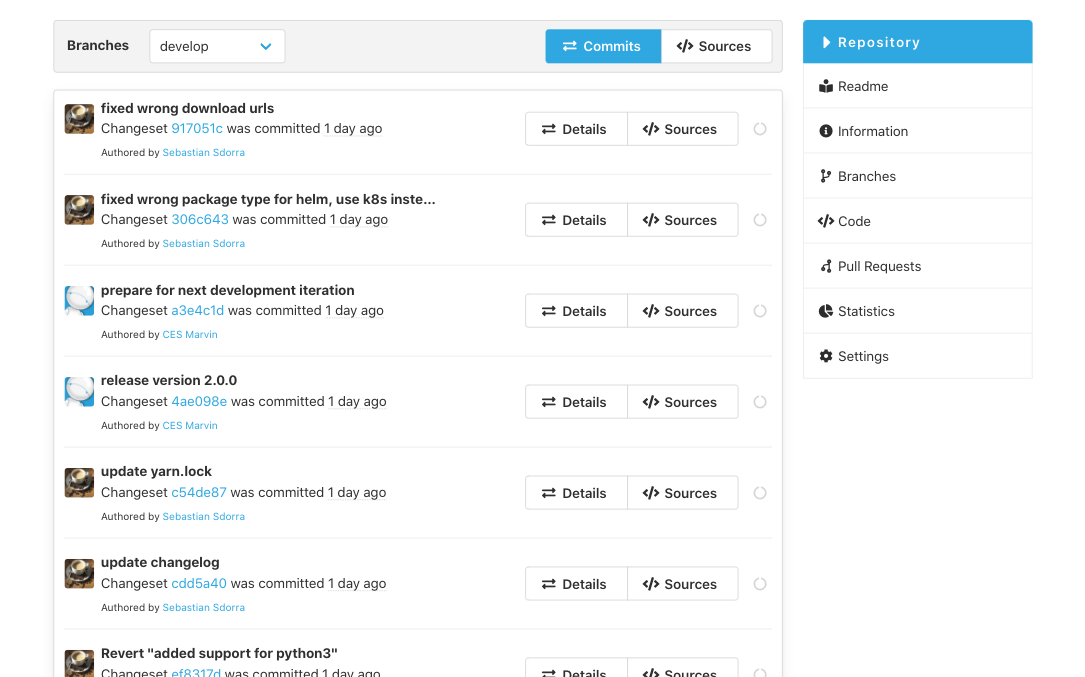 Branches
develop
Commits
Sources
fixed wrong download urls
Changeset 917051c was committed 1 day ago
Authored by Sebastian Sdorra
Details
Sources
fixed wrong package type for helm, use k8s inste...
Changeset 306c643 was committed 1 day ago
Authored by Sebastian Sdorra
Details
Sources
prepare for next development iteration
Changeset a3e4c1d was committed 1 day ago
Authored by CES Marvin
Details
Sources
release version 2.0.0
Changeset 4ae098e was committed 1 day ago
Authored by CES Marvin
Details
Sources
update yarn.lock
Changeset c54de87 was committed 1 day ago
Authored by Sebastian Sdorra
Details
Sources
update changelog
Changeset cdd5a40 was committed 1 day ago
Authored by Sebastian Sdorra
Details
Sources
Revert "added support for python3"
Changeset ef8317d was committed 1 day ago
Details
Sources
Repository
Readme
Information
Branches
Code
Pull Requests
Statistics
Settings